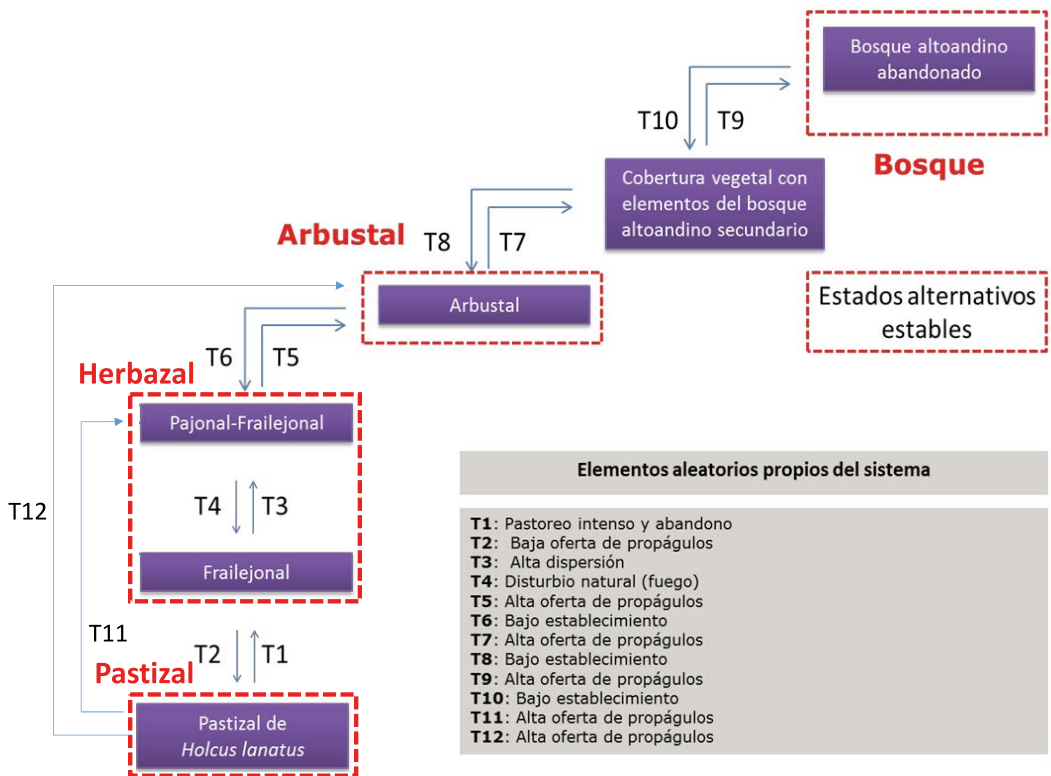 Bosque altoandino
abandonado
T10
T9
Bosque
Cobertura vegetal con
elementos del bosque
altoandino secundario
Arbustal
T8
T7
Estados alternativos
estables
Arbustal
T6
T5
Herbazal
Pajonal-Frailejonal
T4
T3
T12
Frailejonal
T11
T2
T1
Pastizal
Pastizal de
Holcus lanatus
Elementos aleatorios propios del sistema
T1: Pastoreo intenso y abandono
T2: Baja oferta de propágulos
T3: Alta dispersión
T4: Disturbio natural (fuego)
T5: Alta oferta de propágulos
T6: Bajo establecimiento
T7: Alta oferta de propágulos
T8: Bajo establecimiento
T9: Alta oferta de propágulos
T10: Bajo establecimiento
T11: Alta oferta de propágulos
T12: Alta oferta de propágulos